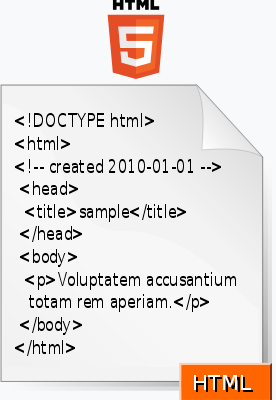 HTML
5
<!DOCTYPE html>
<html>
<!-- created 2010-01-01 -->
<head>
<title>sample</title>
</head>
<body>
<p>Voluptatem accusantium
totam rem aperiam.</p>
</body>
</html>
HTML